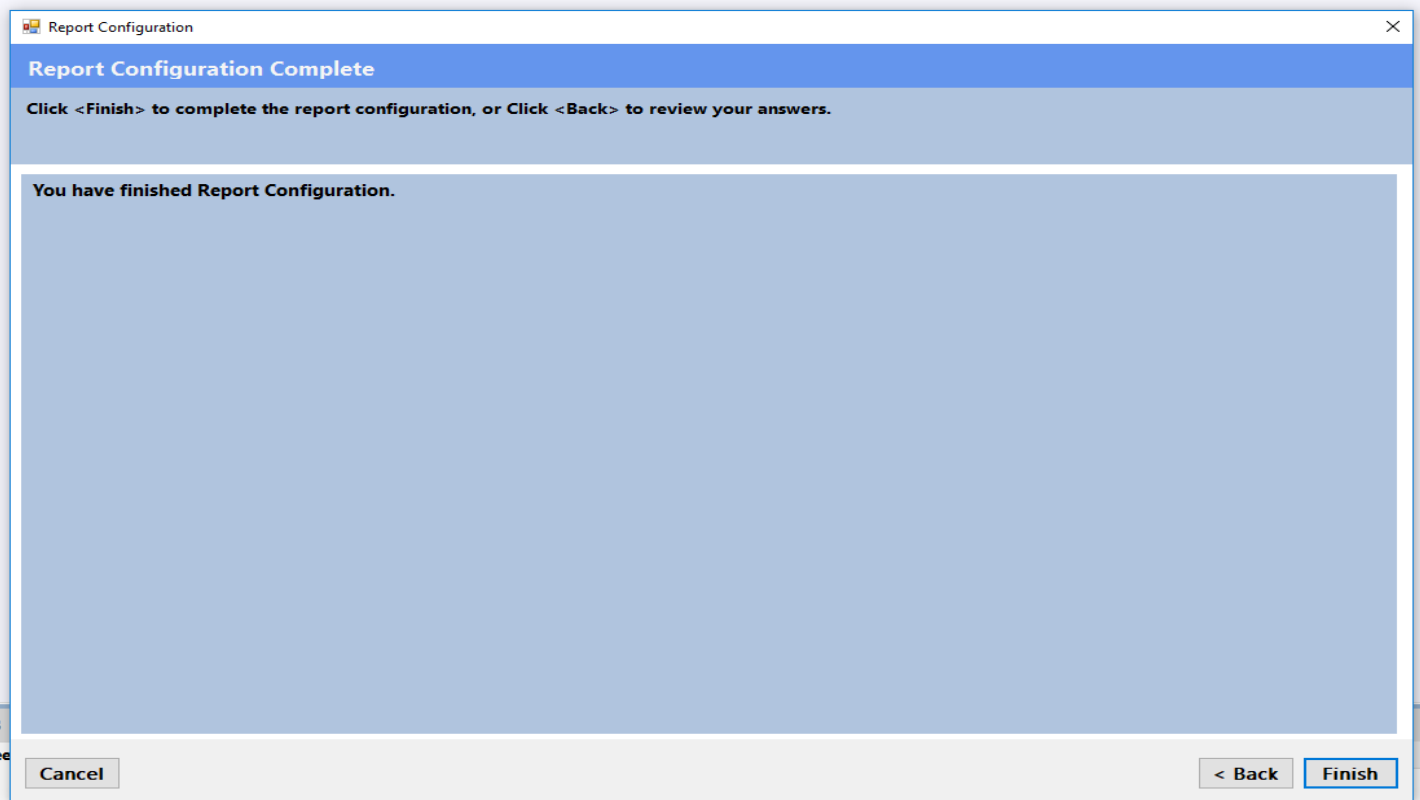 Report Configuration
Report Configuration Complete
Click <Finish> to complete the report configuration, or Click <Back> to review your answers.
You have finished Report Configuration.
Cancel
< Back
Finish